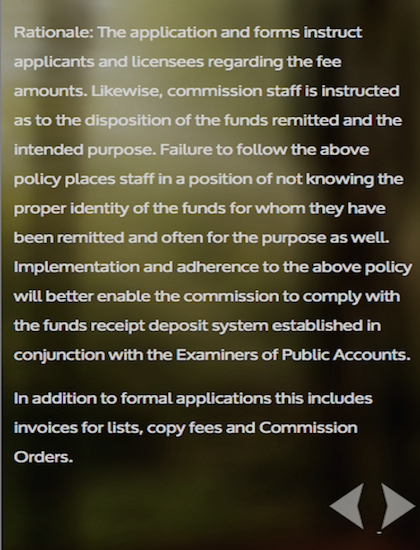 Rationale: The application and forms instruct
applicants and licensees regarding the fee
amounts. Likewise, commission staff is instructed
as to the disposition of the funds remitted and the
intended purpose. Failure to follow the above
policy places staff in a position of not knowing the
proper identity of the funds for whom they have
been remitted and often for the purpose as well.
Implementation and adherence to the above policy
will better enable the commission to comply with
the funds receipt deposit system established in
conjunction with the Examiners of Public Accounts.
In addition to formal applications this includes
invoices for lists, copy fees and Commission
Orders.